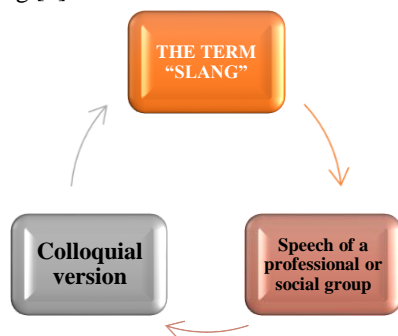 THE TERM
“SLANG”
Speech of a
professional or
social group
Colloquial
version